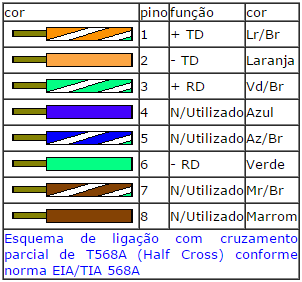 cor pino função cor
1 + TD Lr/Br
2 - TD Laranja
3 + RD Vd/Br
4 N/Utilizado Azul
5 N/Utilizado Az/Br
6 - RD Verde
7 N/Utilizado Mr/Br
8 N/Utilizado Marrom
Esquema de ligação com cruzamento
parcial de T568A (Half Cross) conforme
norma EIA/TIA 568A